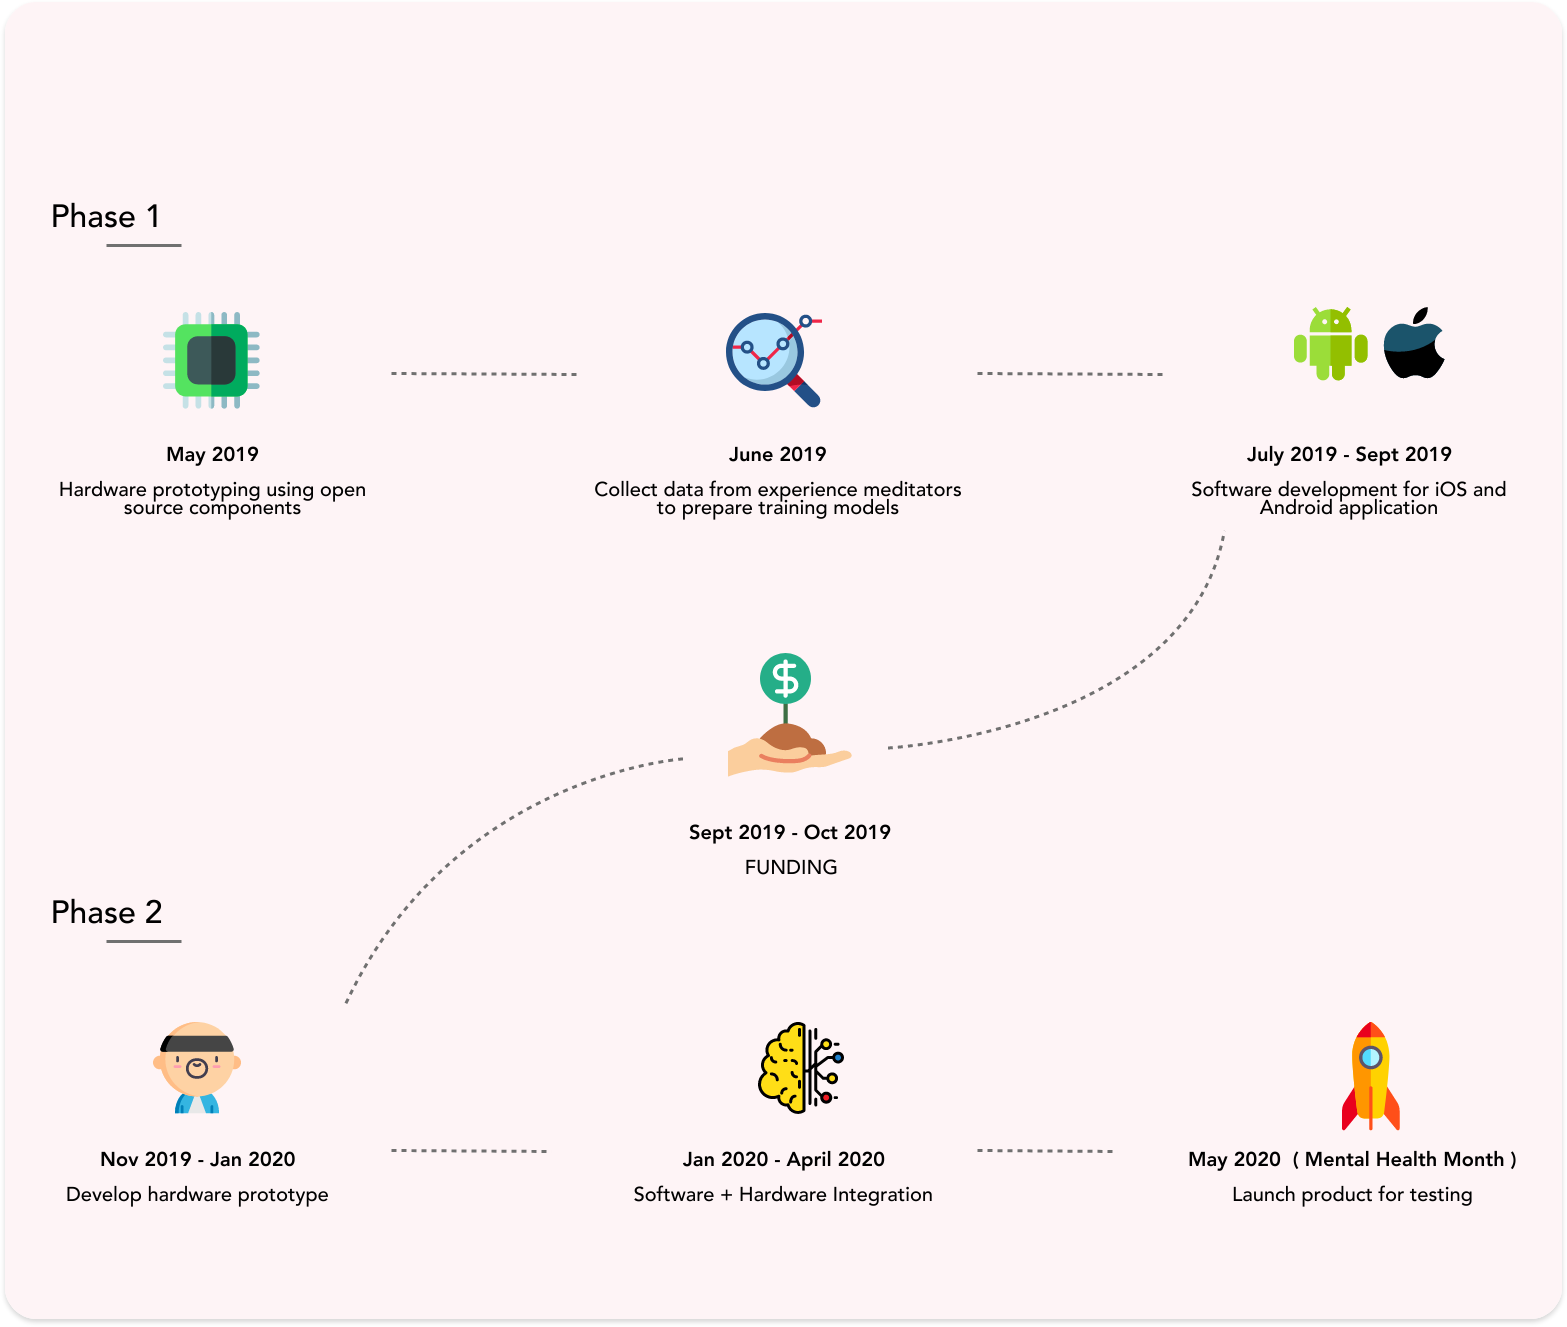 Phase 1
May 2019
Hardware prototyping using open
source components
June 2019
Collect data from experience meditators
to prepare training models
July 2019 - Sept 2019
Software development for iOS and
Android application
$
Sept 2019 - Oct 2019
FUNDING
Phase 2
Nov 2019 - Jan 2020
Develop hardware prototype
Jan 2020 - April 2020
Software + Hardware Integration
May 2020 ( Mental Health Month )
Launch product for testing